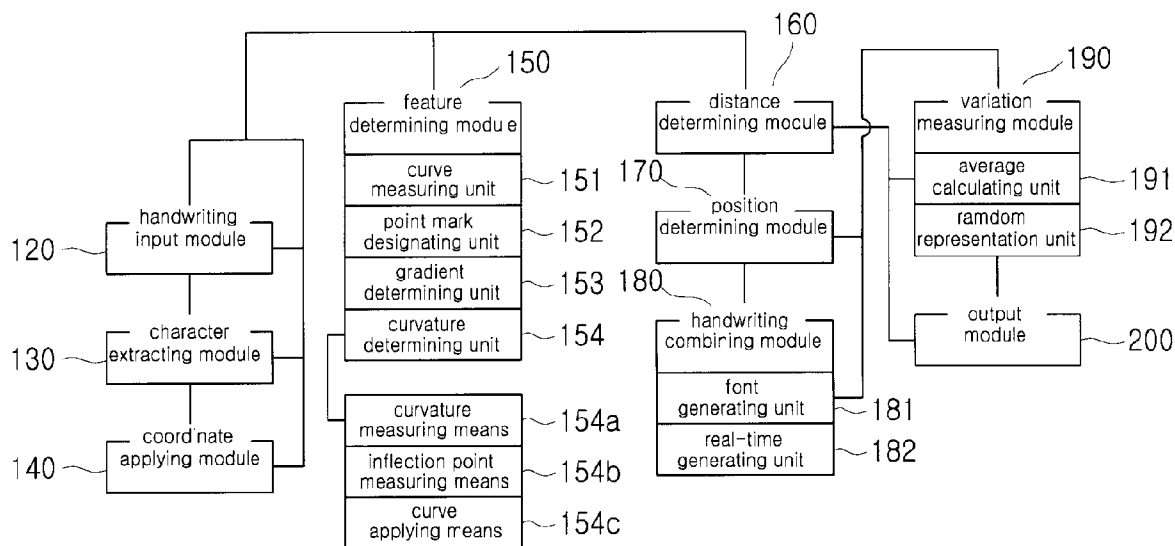 150
feature
determining module
curve
measuring unit
151
point mark
designating unit
152
gradient
determining unit
153
curvature
determining unit
154
curvature
measuring means
154a
inflection point
measuring means
154b
curve
applying means
154c
handwriting
input module
120
character
extracting module
130
coordinate
applying module
140
160
distance
determining mocule
170
position
determining module
180
handwriting
combining module
font
generating unit
181
real-time
generating unit
182
190
variation
measuring module
average
calculating unit
191
ramdom
representation unit
192
output
module
200